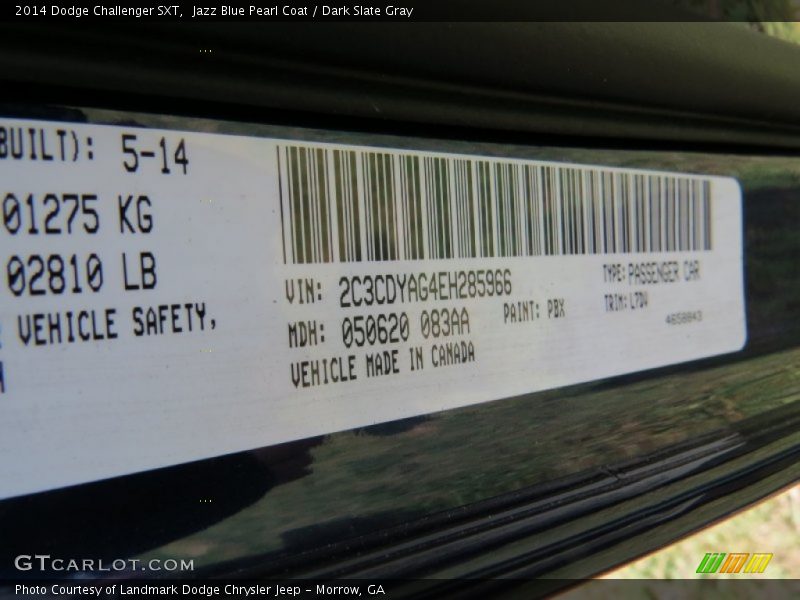 2014 Dodge Challenger SXT,  Jazz Blue Pearl Coat / Dark Slate Gray
BUILT): 5-14
01275 KG
02810 LB
VEHICLE SAFETY,
VIN: 2C3CDYAG4EH285966
TYPE: PASSENGER CAR
MDH: 050620 083AA
PAINT: PBX
TRIM: L7DV
4658843
VEHICLE MADE IN CANADA
GTCARLOT.COM
Photo Courtesy of Landmark Dodge Chrysler Jeep - Morrow, GA